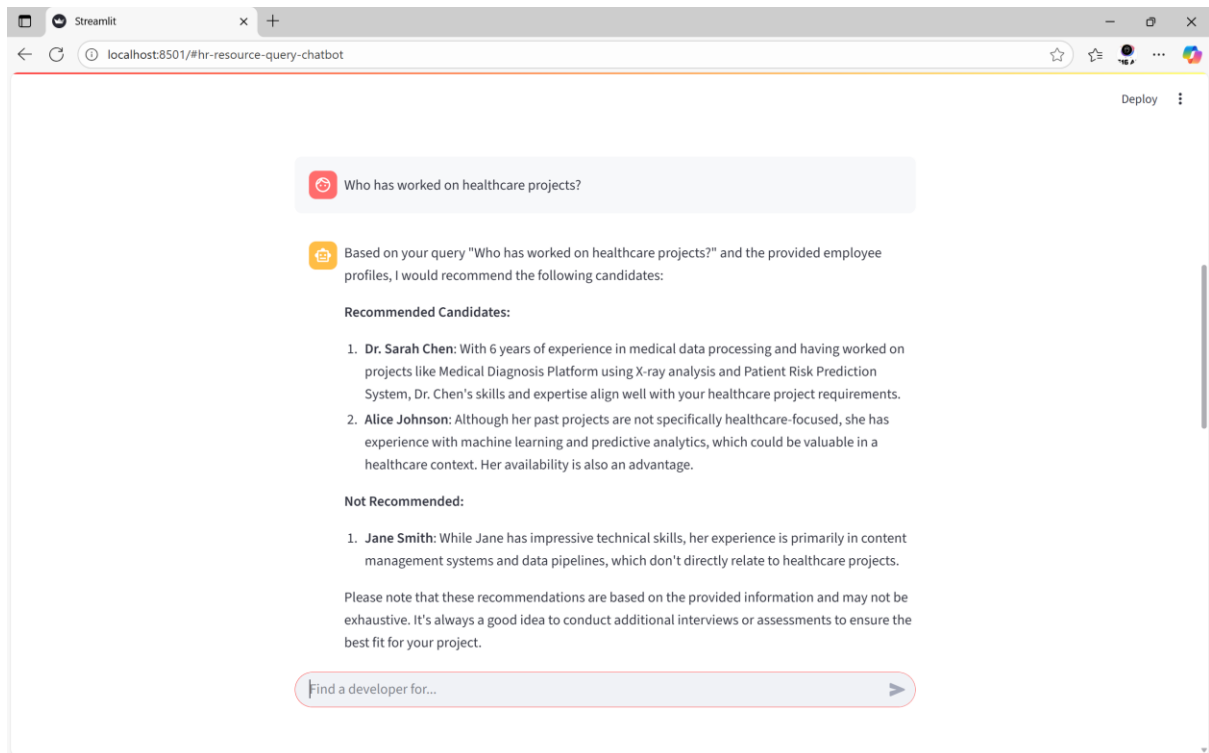 Streamlit
localhost:8501/#hr-resource-query-chatbot
Deploy
Who has worked on healthcare projects?
Based on your query "Who has worked on healthcare projects?" and the provided employee
profiles, I would recommend the following candidates:
Recommended Candidates:
1. Dr. Sarah Chen: With 6 years of experience in medical data processing and having worked on
projects like Medical Diagnosis Platform using X-ray analysis and Patient Risk Prediction
System, Dr. Chen's skills and expertise align well with your healthcare project requirements.
2. Alice Johnson: Although her past projects are not specifically healthcare-focused, she has
experience with machine learning and predictive analytics, which could be valuable in a
healthcare context. Her availability is also an advantage.
Not Recommended:
1. Jane Smith: While Jane has impressive technical skills, her experience is primarily in content
management systems and data pipelines, which don't directly relate to healthcare projects.
Please note that these recommendations are based on the provided information and may not be
exhaustive. It's always a good idea to conduct additional interviews or assessments to ensure the
best fit for your project.
Find a developer for...